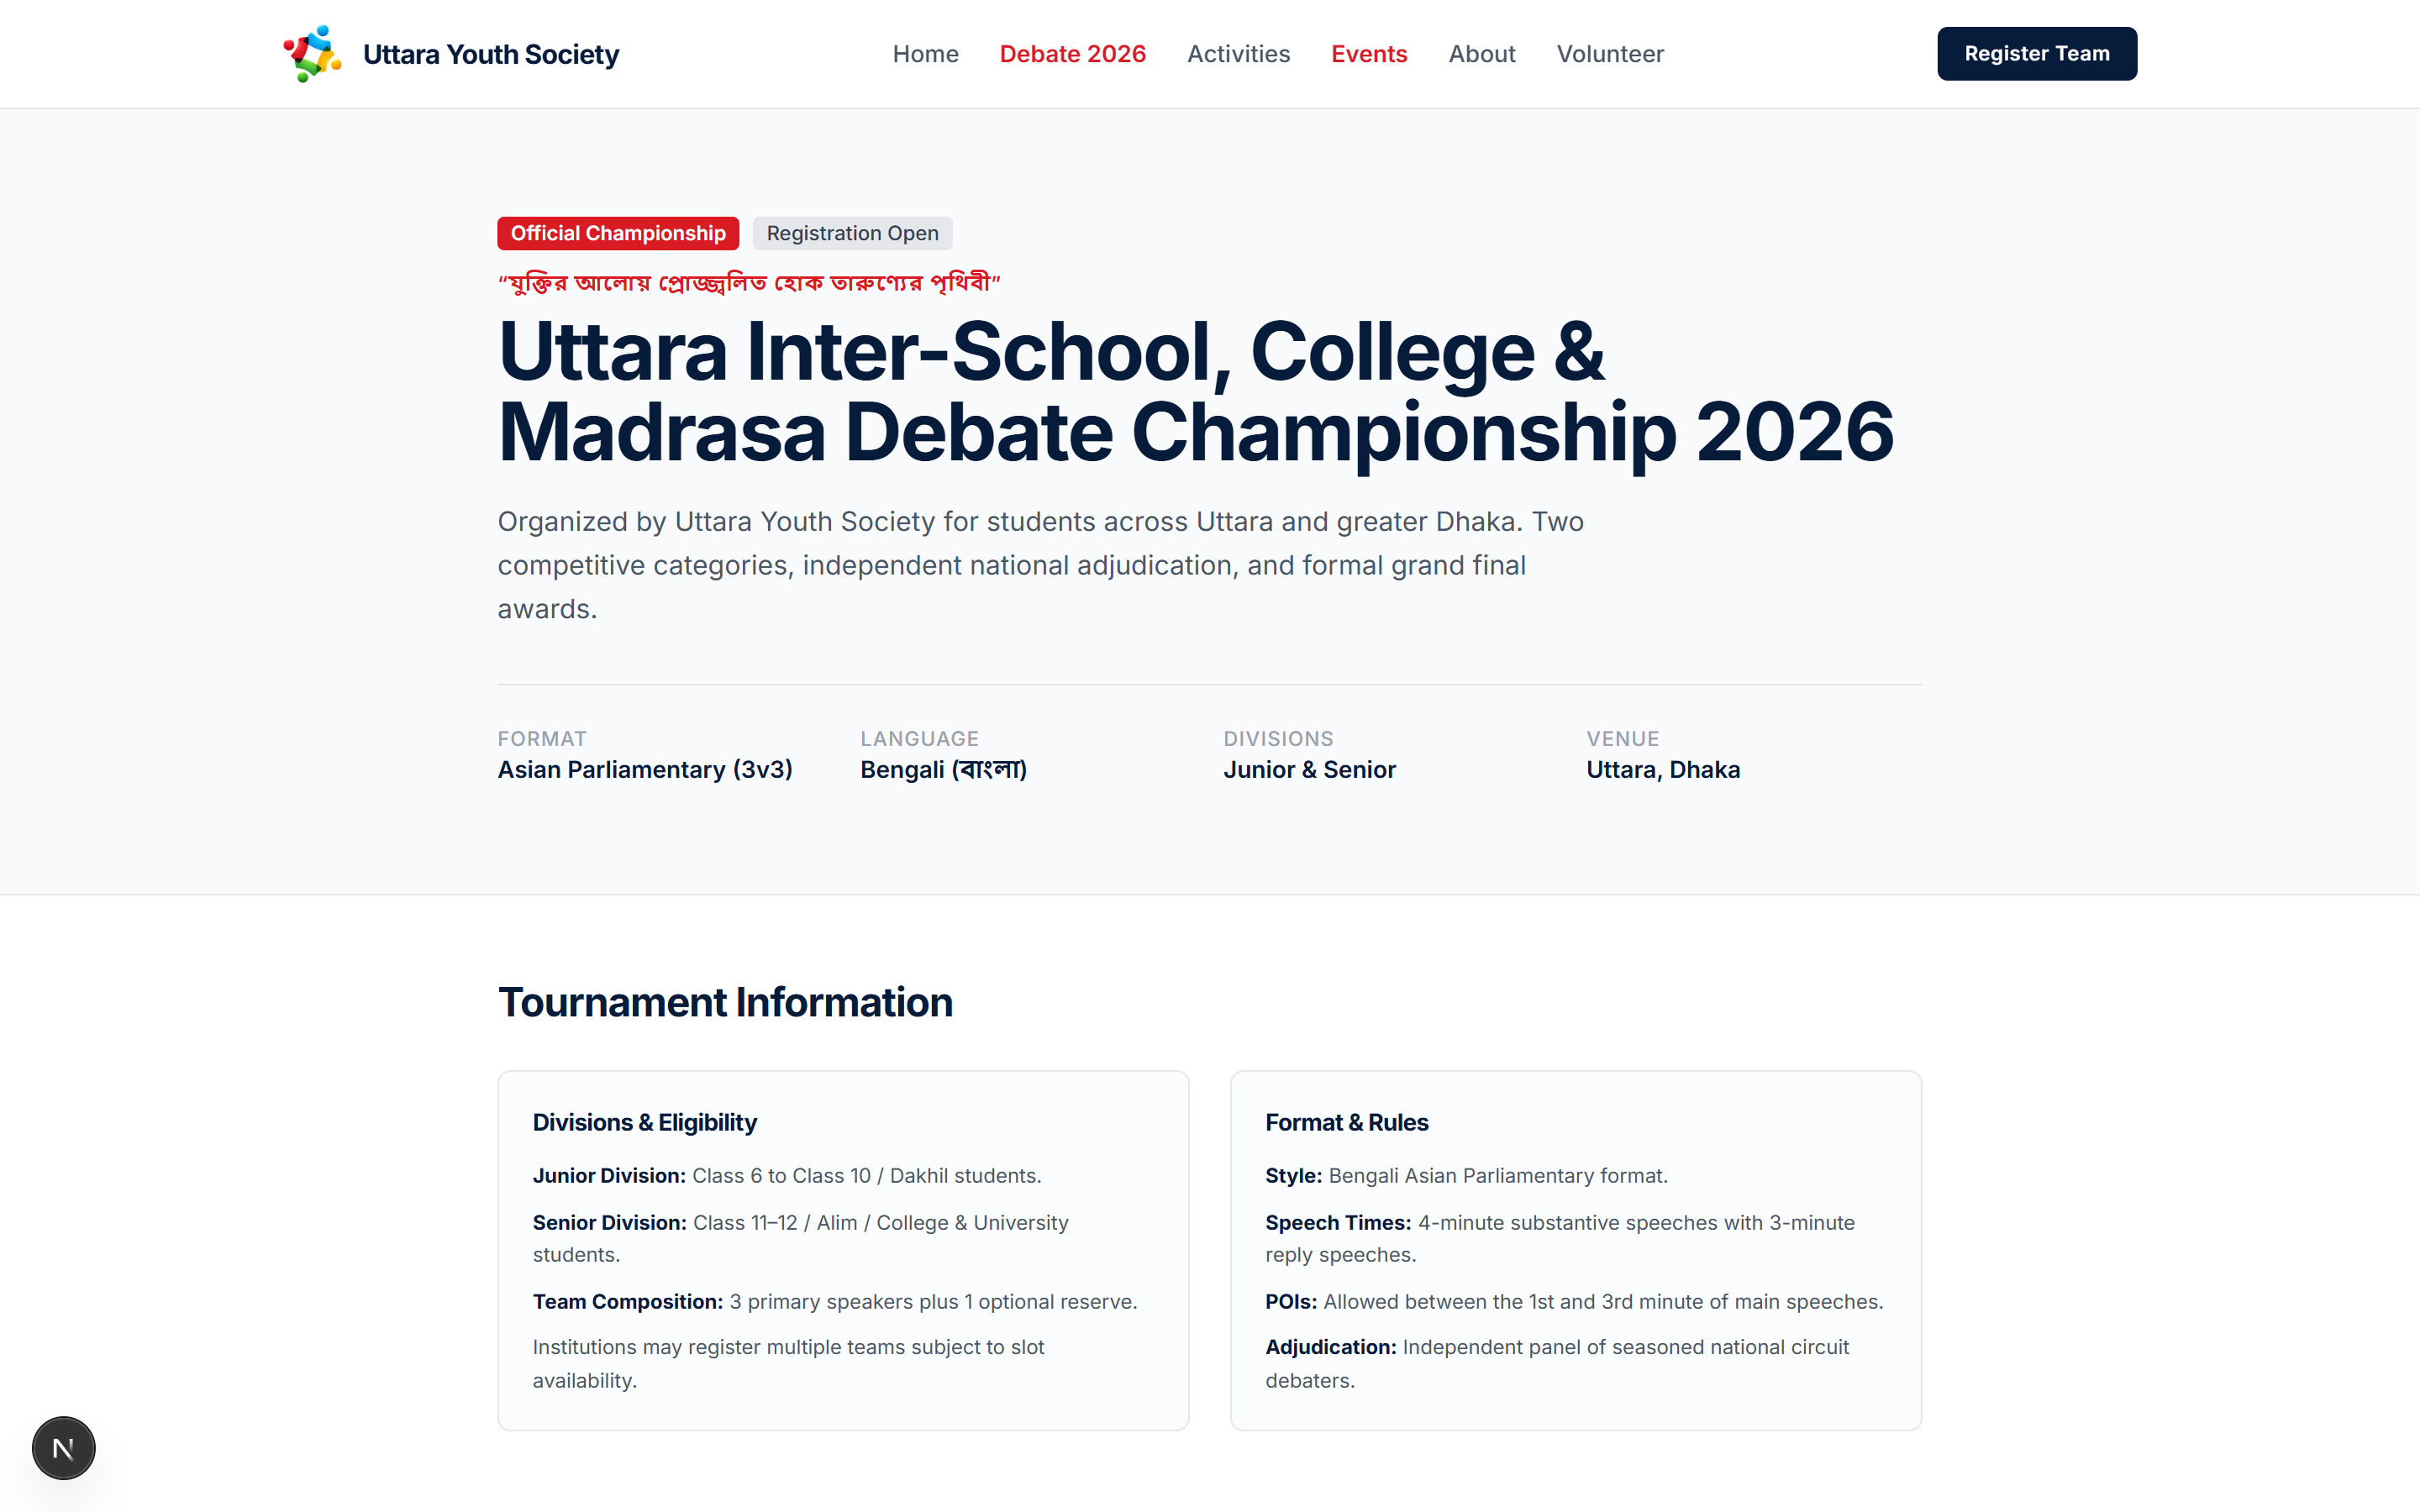 Uttara Youth Society
Home
Debate 2026
Activities
Events
About
Volunteer
Register Team
Official Championship
Registration Open
“যুক্তির আলোয় প্রোজ্জ্বলিত হোক তারুণ্যের পৃথিবী”
Uttara Inter-School, College &
Madrasa Debate Championship 2026
Organized by Uttara Youth Society for students across Uttara and greater Dhaka. Two
competitive categories, independent national adjudication, and formal grand final
awards.
FORMAT
Asian Parliamentary (3v3)
LANGUAGE
Bengali (বাংলা)
DIVISIONS
Junior & Senior
VENUE
Uttara, Dhaka
Tournament Information
Divisions & Eligibility
Junior Division: Class 6 to Class 10 / Dakhil students.
Senior Division: Class 11–12 / Alim / College & University
students.
Team Composition: 3 primary speakers plus 1 optional reserve.
Institutions may register multiple teams subject to slot
availability.
Format & Rules
Style: Bengali Asian Parliamentary format.
Speech Times: 4-minute substantive speeches with 3-minute
reply speeches.
POIs: Allowed between the 1st and 3rd minute of main speeches.
Adjudication: Independent panel of seasoned national circuit
debaters.
N